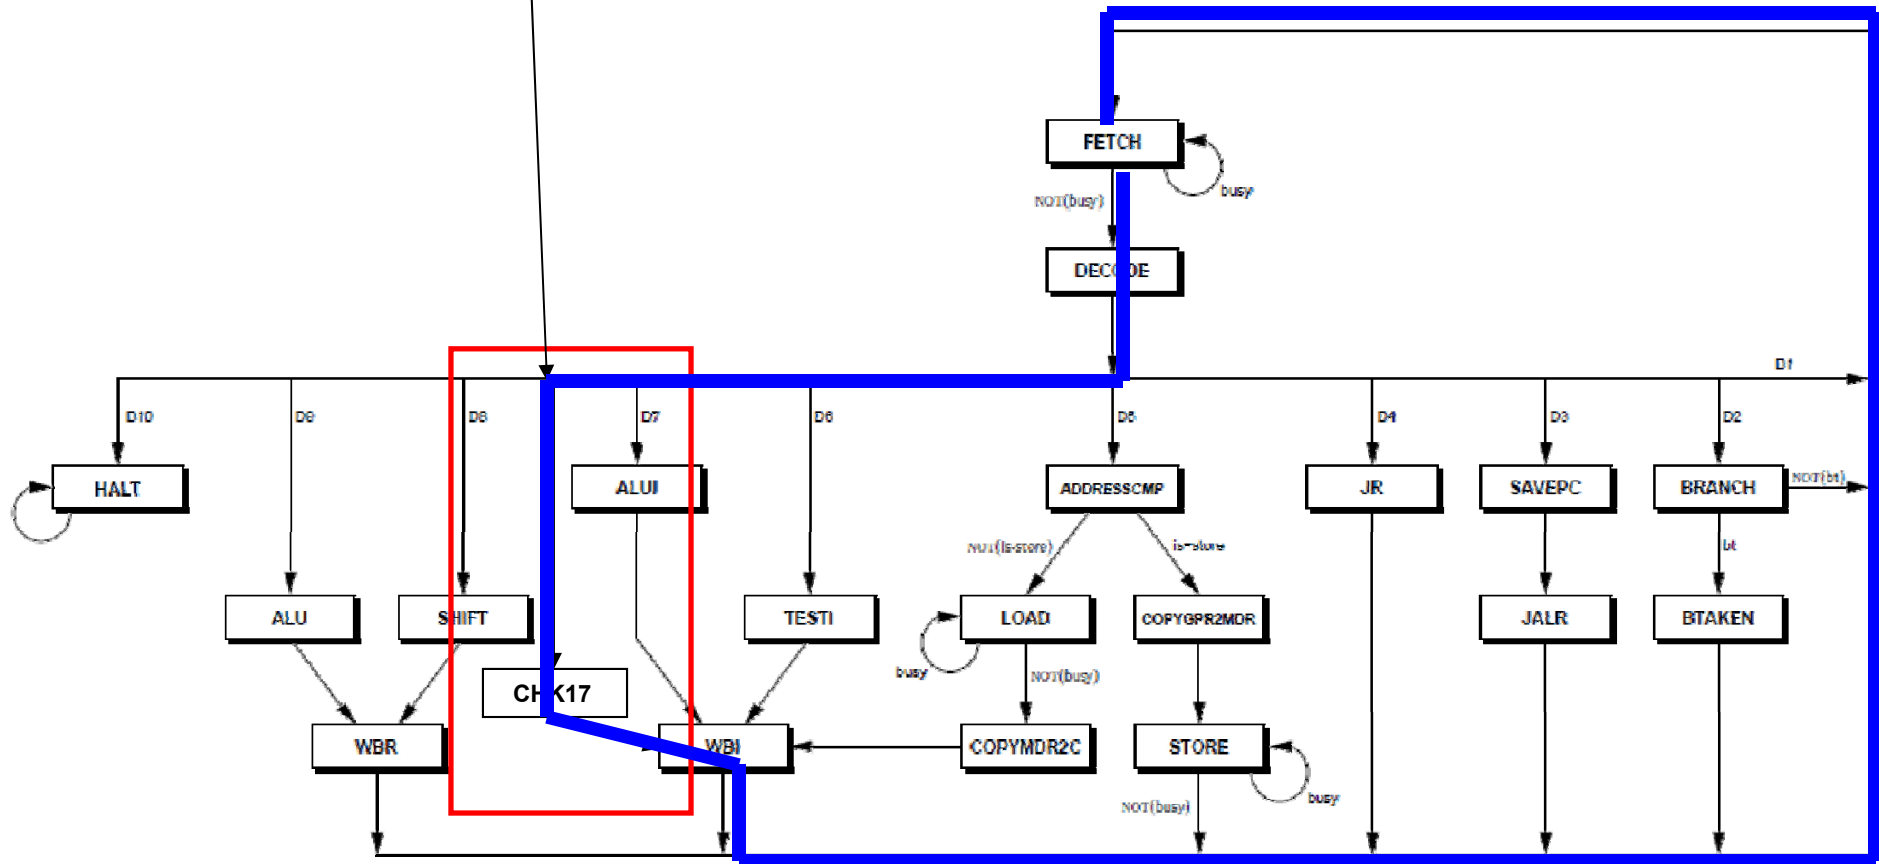 FETCH
busy
NOT(busy)
DECODE
D1
D10
D9
D8
D7
D6
D5
D4
D3
D2
HALT
ALUI
ADDRESSCMP
JR
SAVEPC
BRANCH
NOT(bt)
NOT(is-store)
is-store
bt
ALU
SHIFT
TESTI
LOAD
COPYGPR2MDR
JALR
BTAKEN
busy
NOT(busy)
CHK17
WBR
WBI
COPYMDR2C
STORE
busy
NOT(busy)